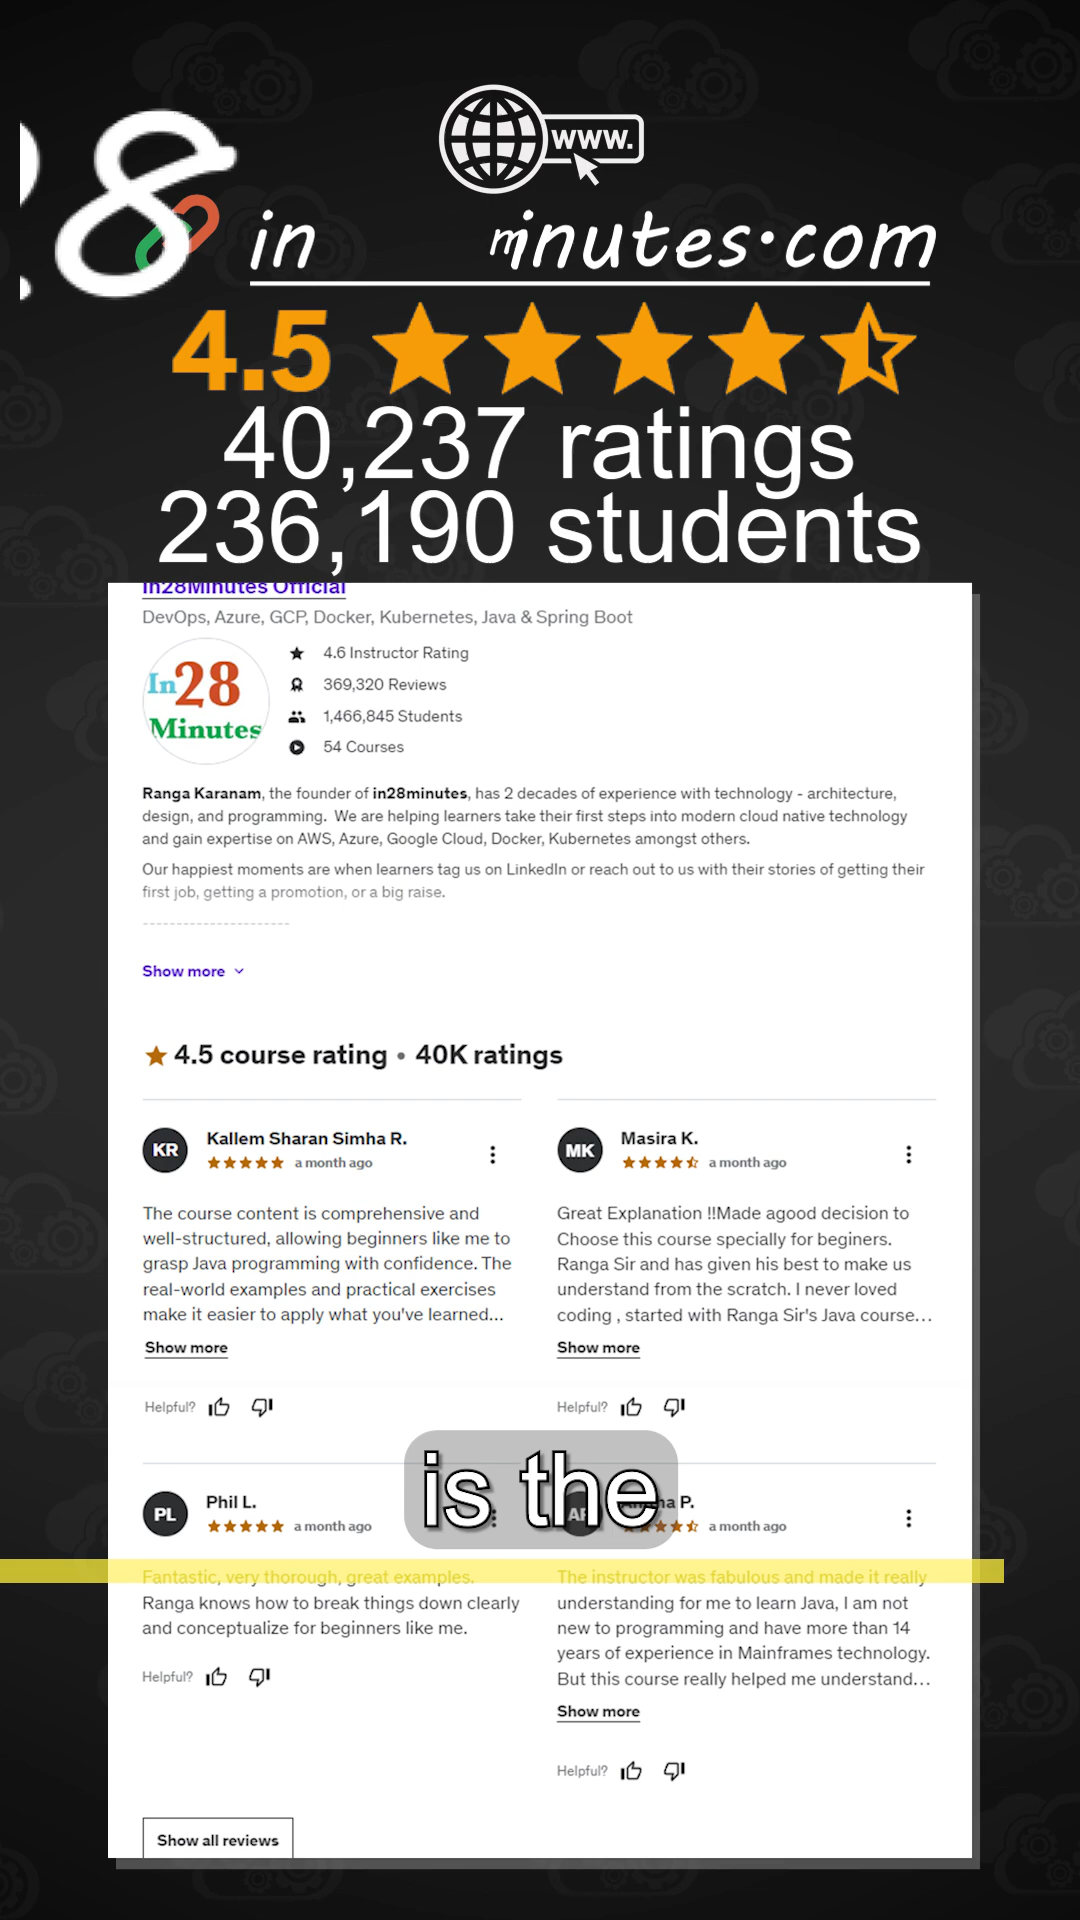 www.
28
in
minutes.com
4.5
40,237 ratings
236,190 students
In28Minutes Official
DevOps, Azure, GCP, Docker, Kubernetes, Java & Spring Boot
In28
Minutes
4.6 Instructor Rating
369,320 Reviews
1,466,845 Students
54 Courses
Ranga Karanam, the founder of in28minutes, has 2 decades of experience with technology - architecture,
design, and programming. We are helping learners take their first steps into modern cloud native technology
and gain expertise on AWS, Azure, Google Cloud, Docker, Kubernetes amongst others.
Our happiest moments are when learners tag us on LinkedIn or reach out to us with their stories of getting their
first job, getting a promotion, or a big raise.
----------------------
Show more
4.5 course rating • 40K ratings
KR
Kallem Sharan Simha R.
a month ago
The course content is comprehensive and
well-structured, allowing beginners like me to
grasp Java programming with confidence. The
real-world examples and practical exercises
make it easier to apply what you've learned...
Show more
Helpful?
MK
Masira K.
a month ago
Great Explanation !!Made agood decision to
Choose this course specially for beginers.
Ranga Sir and has given his best to make us
understand from the scratch. I never loved
coding , started with Ranga Sir's Java course...
Show more
Helpful?
is the
PL
Phil L.
a month ago
Fantastic, very thorough, great examples.
Ranga knows how to break things down clearly
and conceptualize for beginners like me.
Helpful?
P.
a month ago
The instructor was fabulous and made it really
understanding for me to learn Java, I am not
new to programming and have more than 14
years of experience in Mainframes technology.
But this course really helped me understand...
Show more
Helpful?
Show all reviews